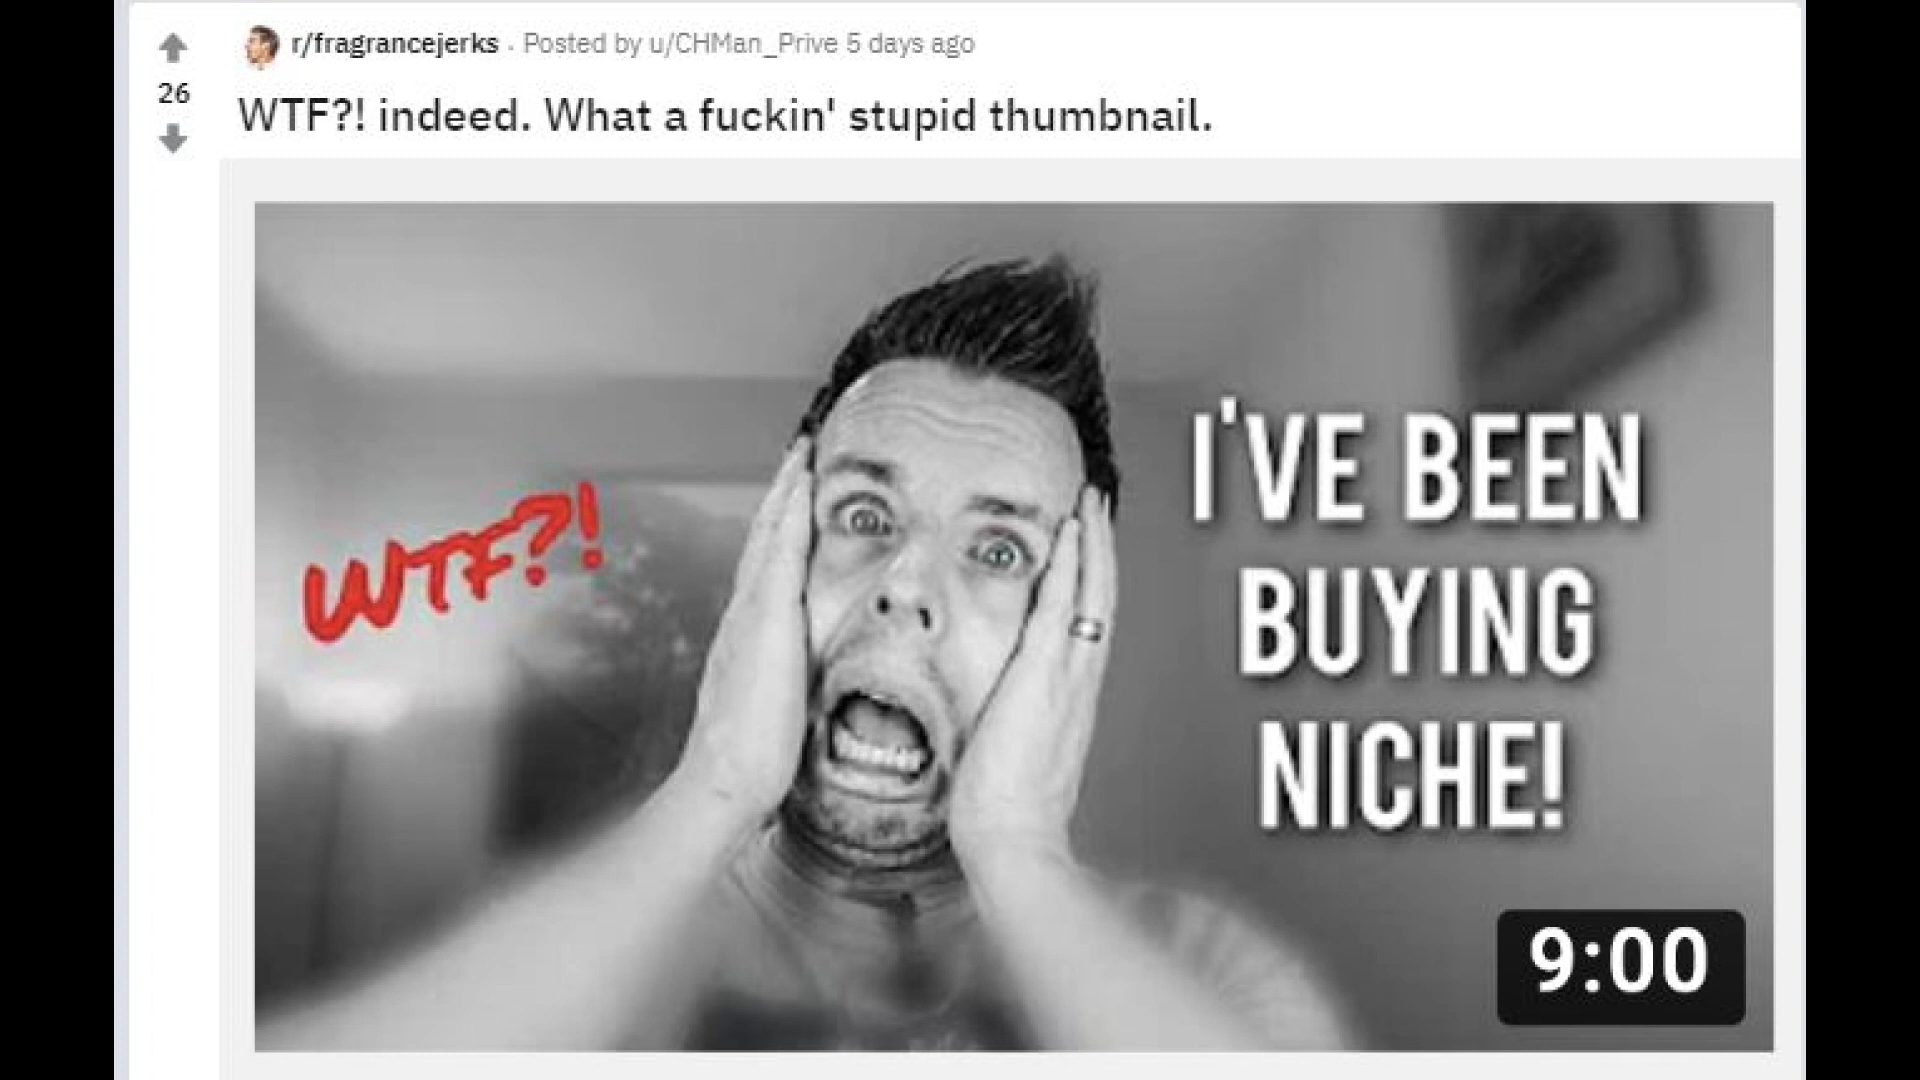 r/fragrancejerks · Posted by u/CHMan_Prive 5 days ago
26
WTF?! indeed. What a fuckin' stupid thumbnail.
WTF?!
I'VE BEEN
BUYING
NICHE!
9:00